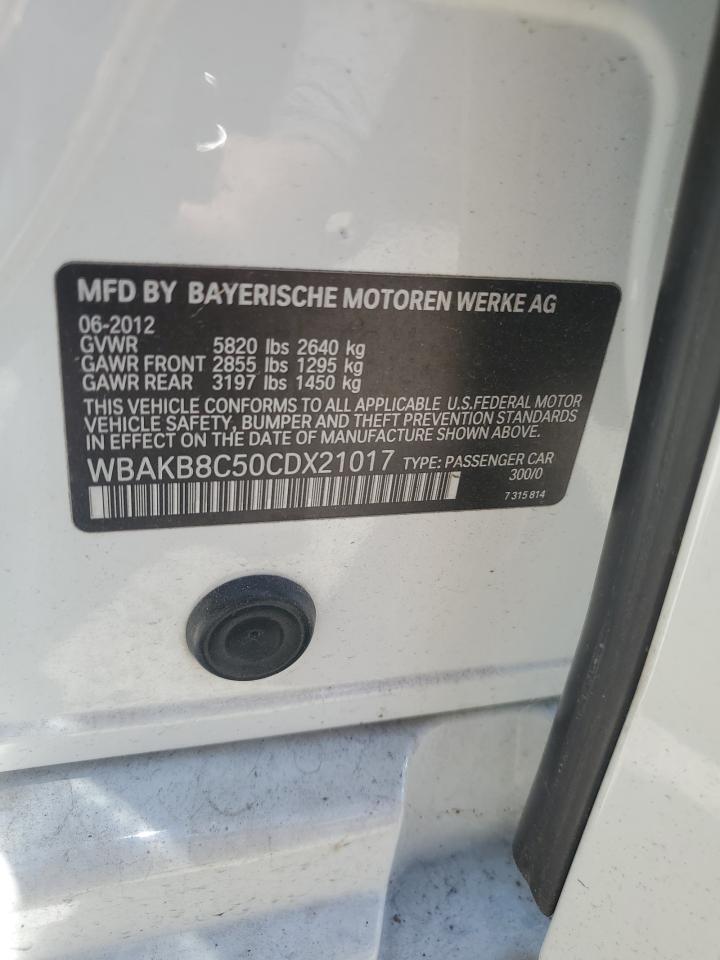 MFD BY BAYERISCHE MOTOREN WERKE AG
06-2012
GVWR 5820 lbs 2640 kg
GAWR FRONT 2855 lbs 1295 kg
GAWR REAR 3197 lbs 1450 kg
THIS VEHICLE CONFORMS TO ALL APPLICABLE U.S.FEDERAL MOTOR
VEHICLE SAFETY, BUMPER AND THEFT PREVENTION STANDARDS
IN EFFECT ON THE DATE OF MANUFACTURE SHOWN ABOVE.
WBAKB8C50CDX21017 TYPE: PASSENGER CAR
300/0
7 315 814